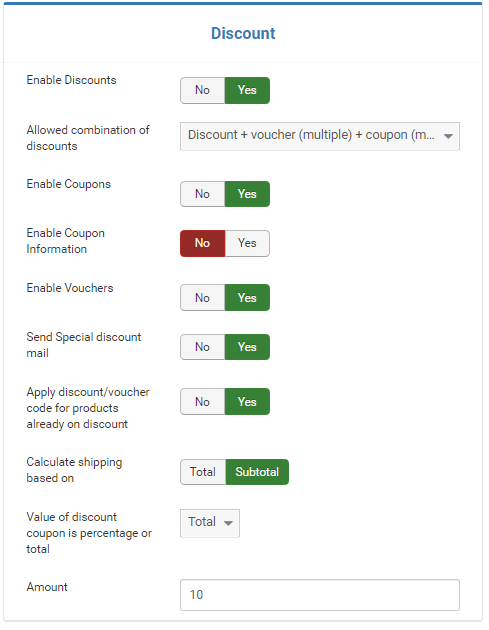 Discount
Enable Discounts
No Yes
Allowed combination of
discounts
Discount + voucher (multiple) + coupon (m...
Enable Coupons
No Yes
Enable Coupon
Information
No Yes
Enable Vouchers
No Yes
Send Special discount
mail
No Yes
Apply discount/voucher
code for products
already on discount
No Yes
Calculate shipping
based on
Total Subtotal
Value of discount
coupon is percentage or
total
Total
Amount
10